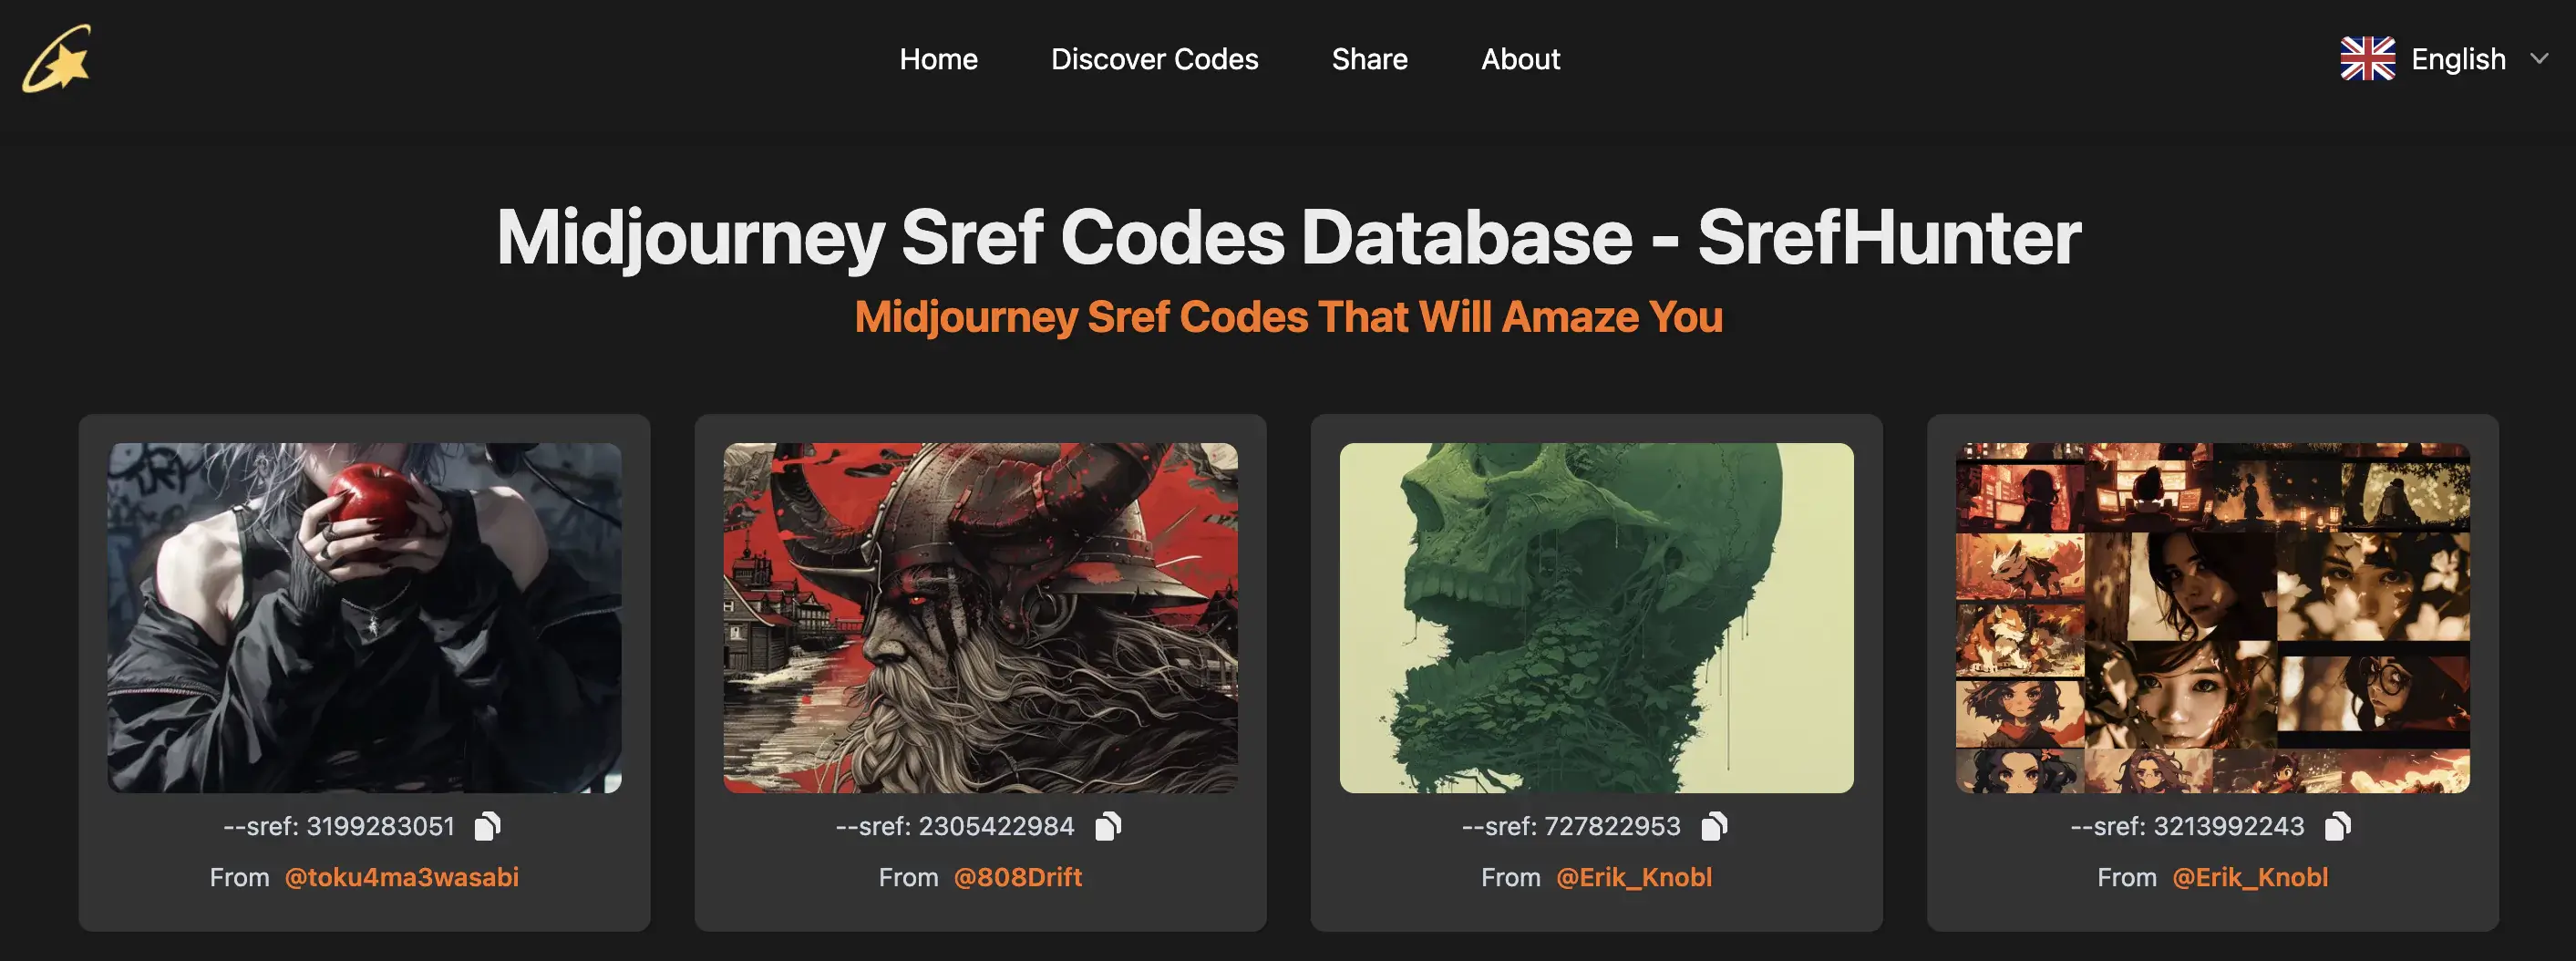 Home Discover Codes Share About English
Midjourney Sref Codes Database - SrefHunter
Midjourney Sref Codes That Will Amaze You
--sref: 3199283051
From @toku4ma3wasabi
--sref: 2305422984
From @808Drift
--sref: 727822953
From @Erik_Knobl
--sref: 3213992243
From @Erik_Knobl